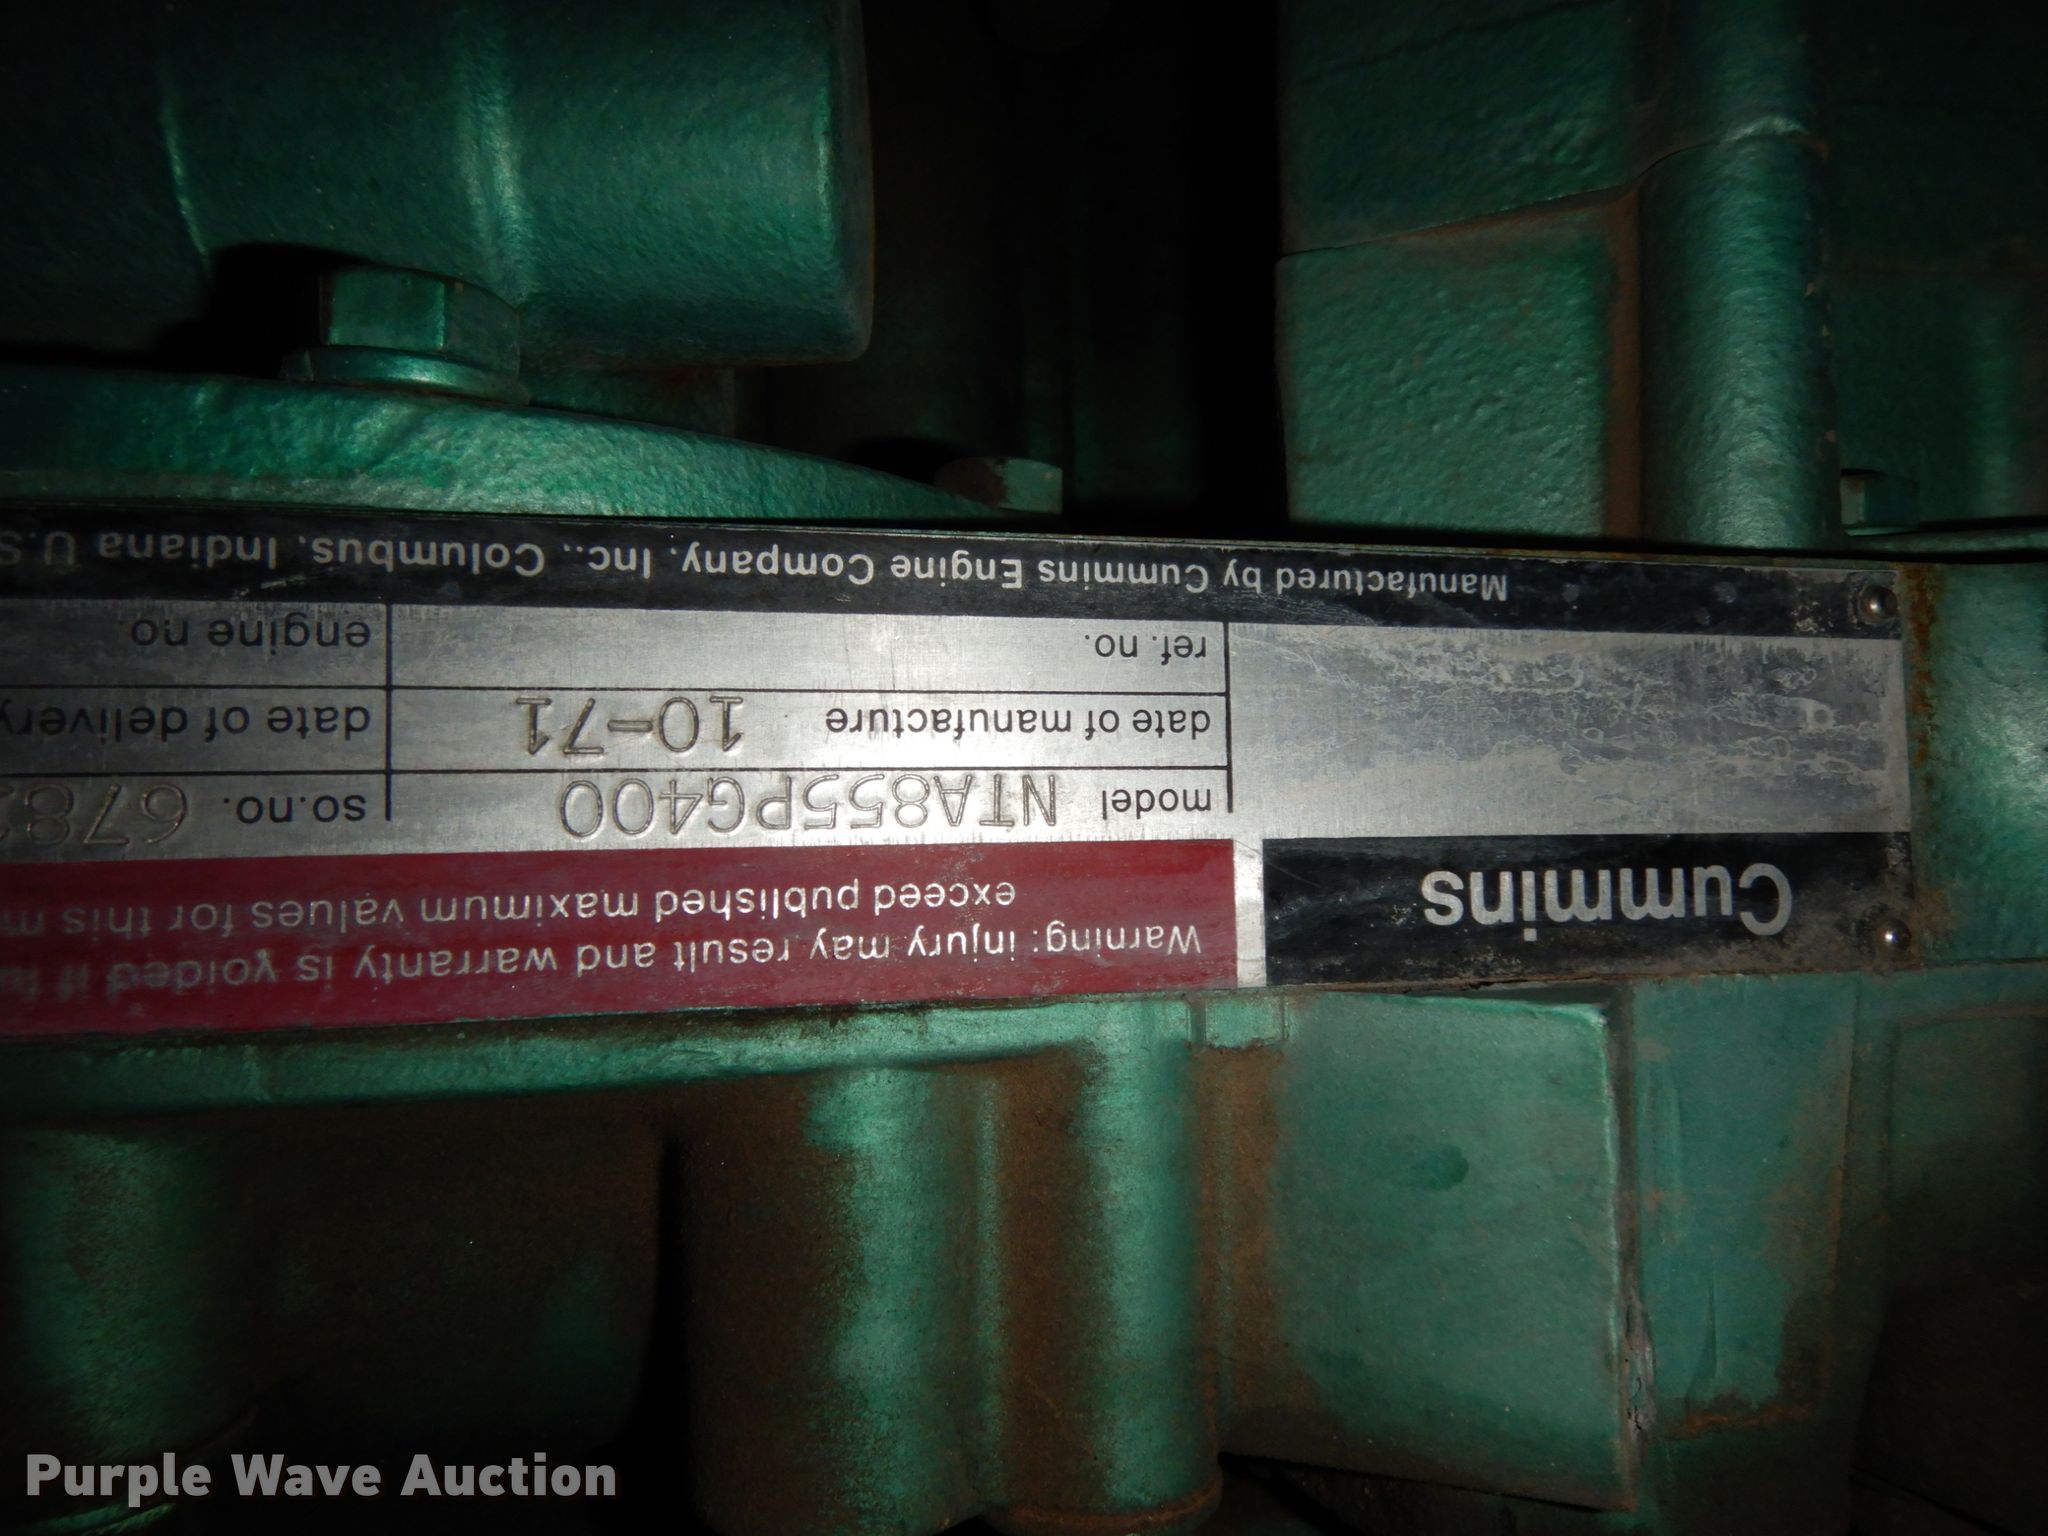 Cummins
Warning: injury may result and warranty is voided if
exceed published maximum values for this
model NTA855PG400
so.no.
date of manufacture 10-71
date of delivery
ref. no.
engine no.
Manufactured by Cummins Engine Company, Inc., Columbus, Indiana
Purple Wave Auction